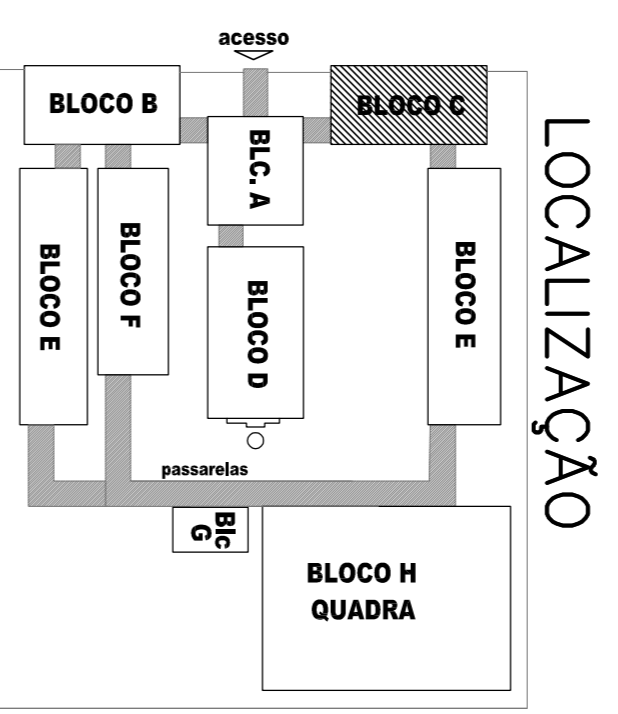 acesso
BLOCO B
BLOCO C
BLC. A
LOCALIZAÇÃO
BLOCO E
BLOCO F
BLOCO D
BLOCO E
passarelas
Blc
G
BLOCO H
QUADRA